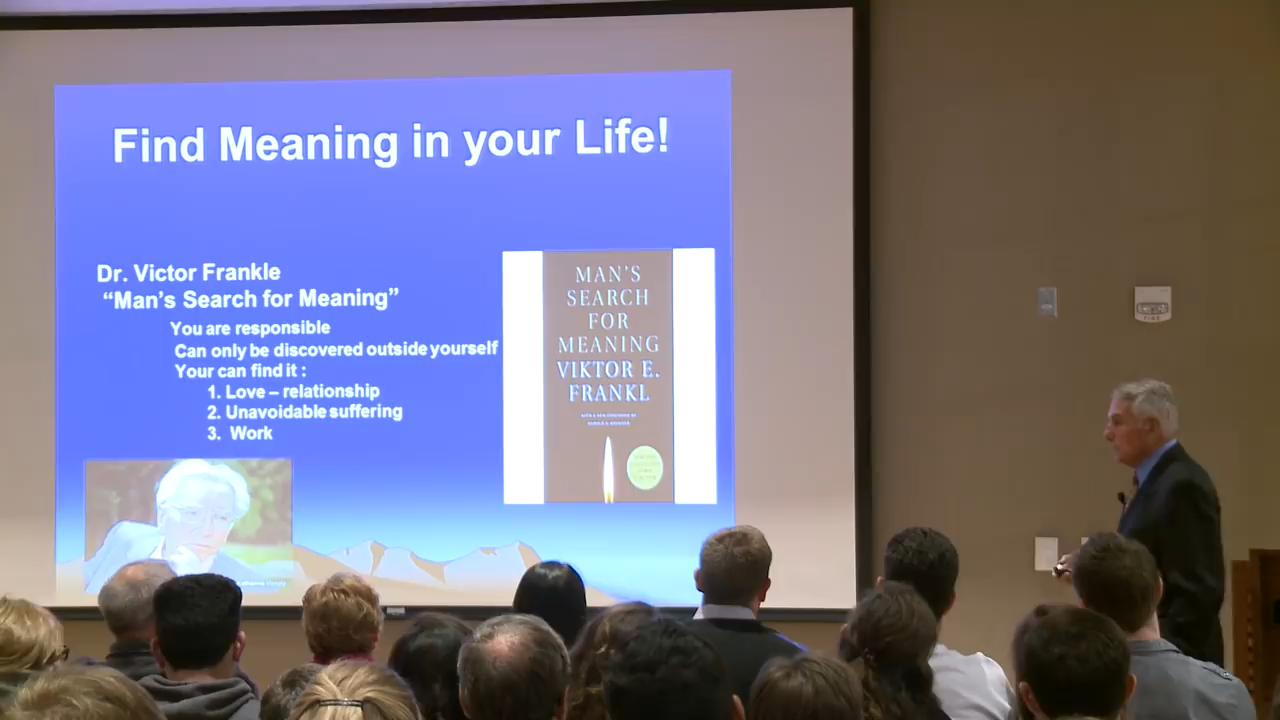 Find Meaning in your Life!
Dr. Victor Frankle
“Man’s Search for Meaning”
You are responsible
Can only be discovered outside yourself
Your can find it :
1. Love – relationship
2. Unavoidable suffering
3. Work
MAN'S
SEARCH
FOR
MEANING
VIKTOR E.
FRANKL
FIRE